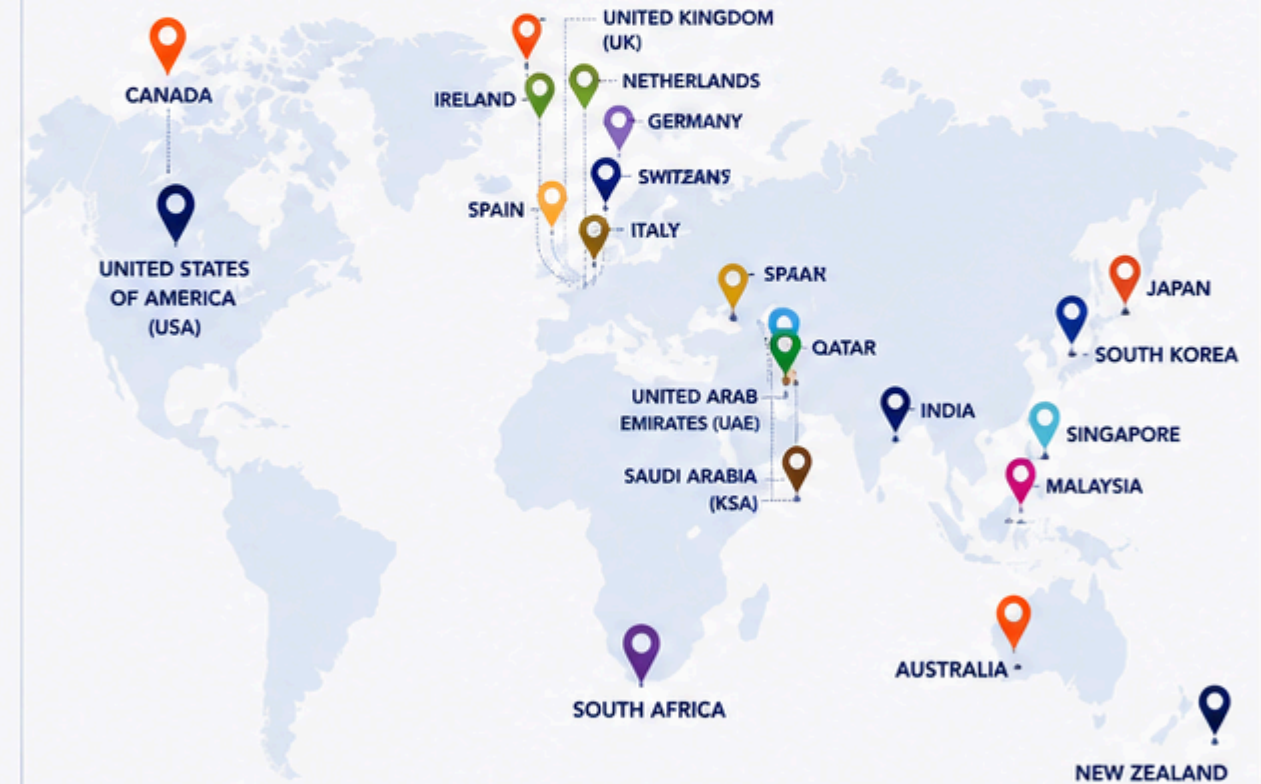 UNITED KINGDOM
(UK)
CANADA
IRELAND
NETHERLANDS
GERMANY
SWITZANS
SPAIN
ITALY
UNITED STATES
OF AMERICA
(USA)
SPAAR
JAPAN
QATAR
SOUTH KOREA
UNITED ARAB
EMIRATES (UAE)
INDIA
SINGAPORE
SAUDI ARABIA
(KSA)
MALAYSIA
AUSTRALIA
SOUTH AFRICA
NEW ZEALAND